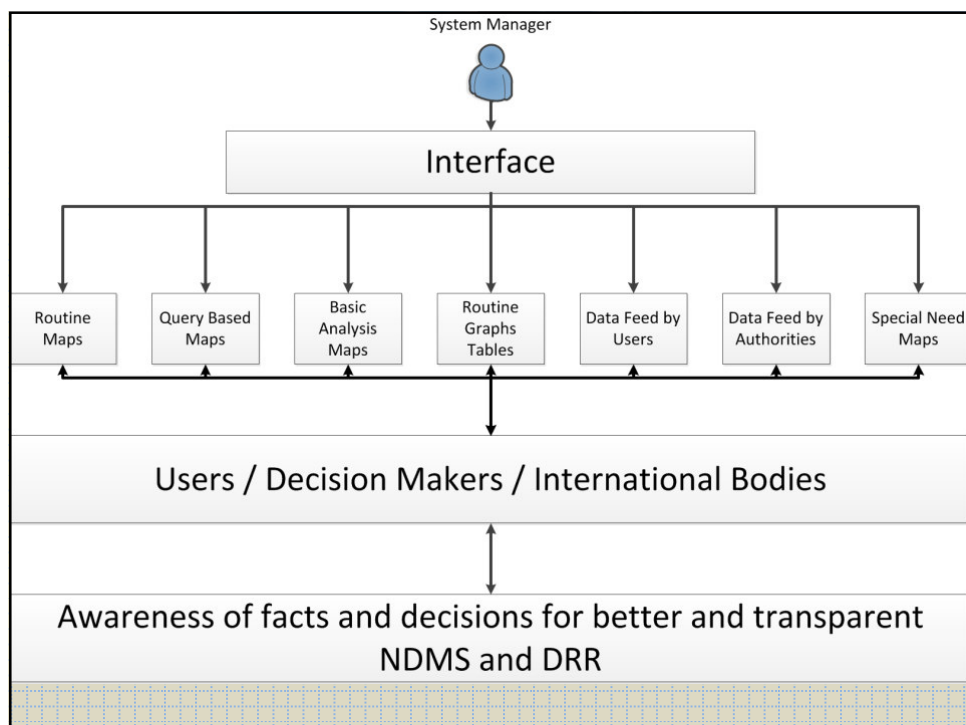 System Manager
Interface
Routine
Maps
Query Based
Maps
Basic
Analysis
Maps
Routine
Graphs
Tables
Data Feed by
Users
Data Feed by
Authorities
Special Need
Maps
Users / Decision Makers / International Bodies
Awareness of facts and decisions for better and transparent
NDMS and DRR